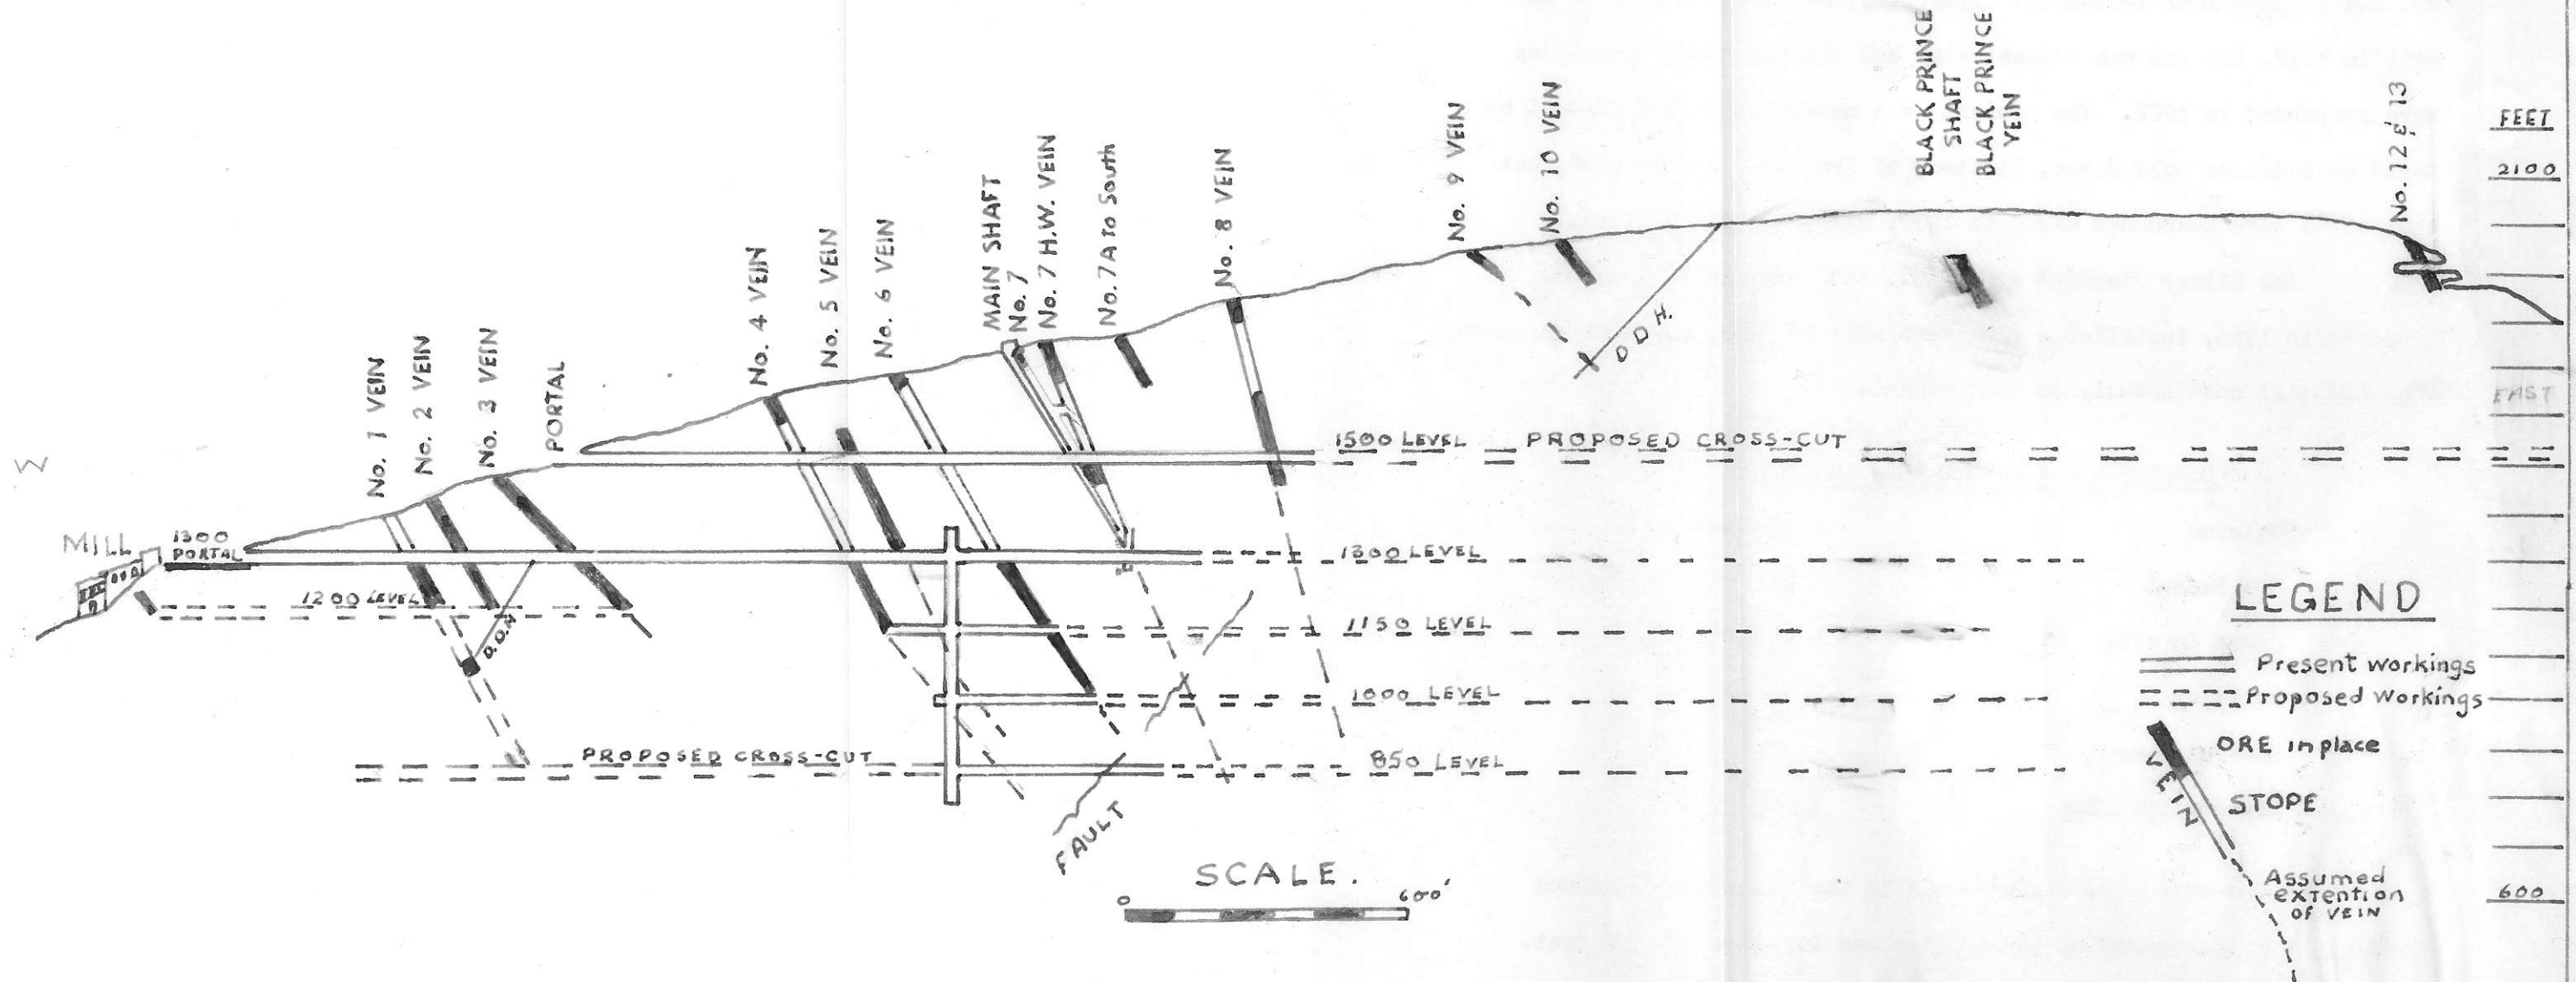 No. 1 VEIN
No. 2 VEIN
No. 3 VEIN
PORTAL
No. 4 VEIN
No. 5 VEIN
No. 6 VEIN
MAIN SHAFT
No. 7
No. 7 H.W. VEIN
No. 7A to South
No. 8 VEIN
No. 9 VEIN
No. 10 VEIN
BLACK PRINCE
SHAFT
BLACK PRINCE
VEIN
No. 12 & 13
FEET
2100
EAST
W
D D H.
1500 LEVEL PROPOSED CROSS-CUT
MILL
1300
PORTAL
1300 LEVEL
1200 LEVEL
D.D.H
1150 LEVEL
1000 LEVEL
PROPOSED CROSS-CUT
850 LEVEL
FAULT
SCALE.
0 600'
LEGEND
Present workings
Proposed Workings
ORE in place
VEIN
STOPE
Assumed
extention
OF VEIN
600